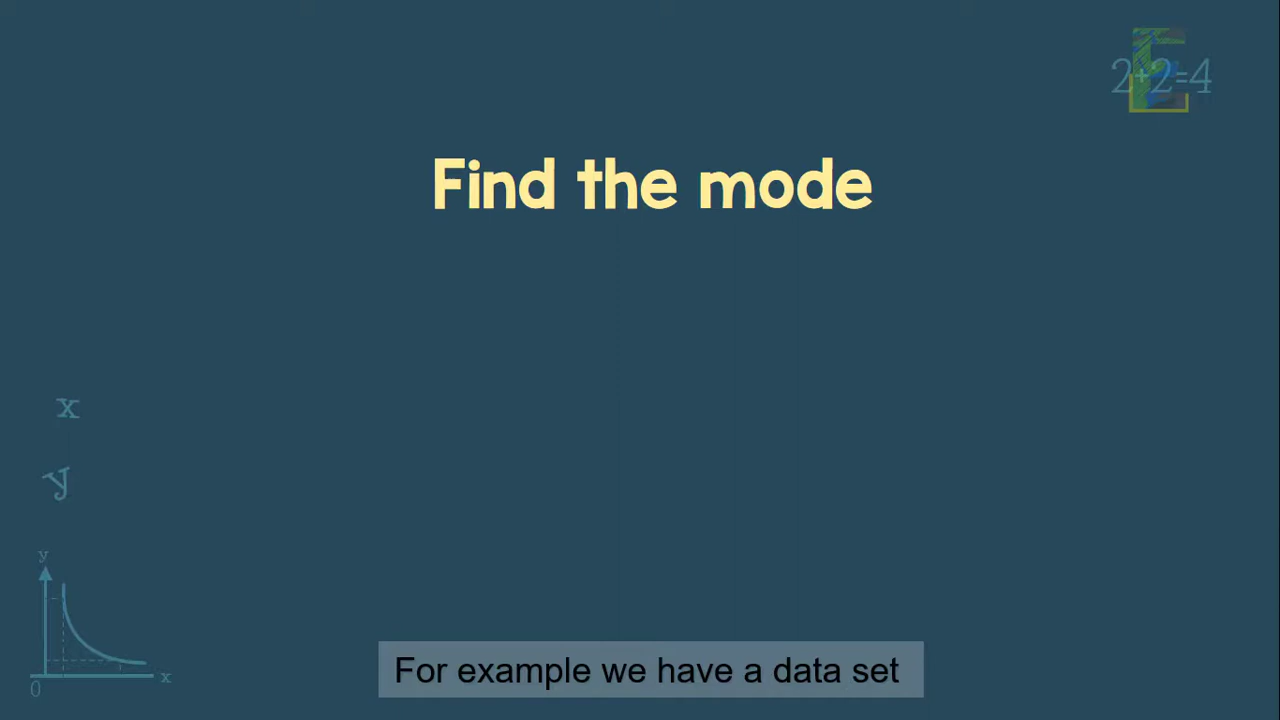 2+2=4
E
Find the mode
x
y
y
0
x
For example we have a data set